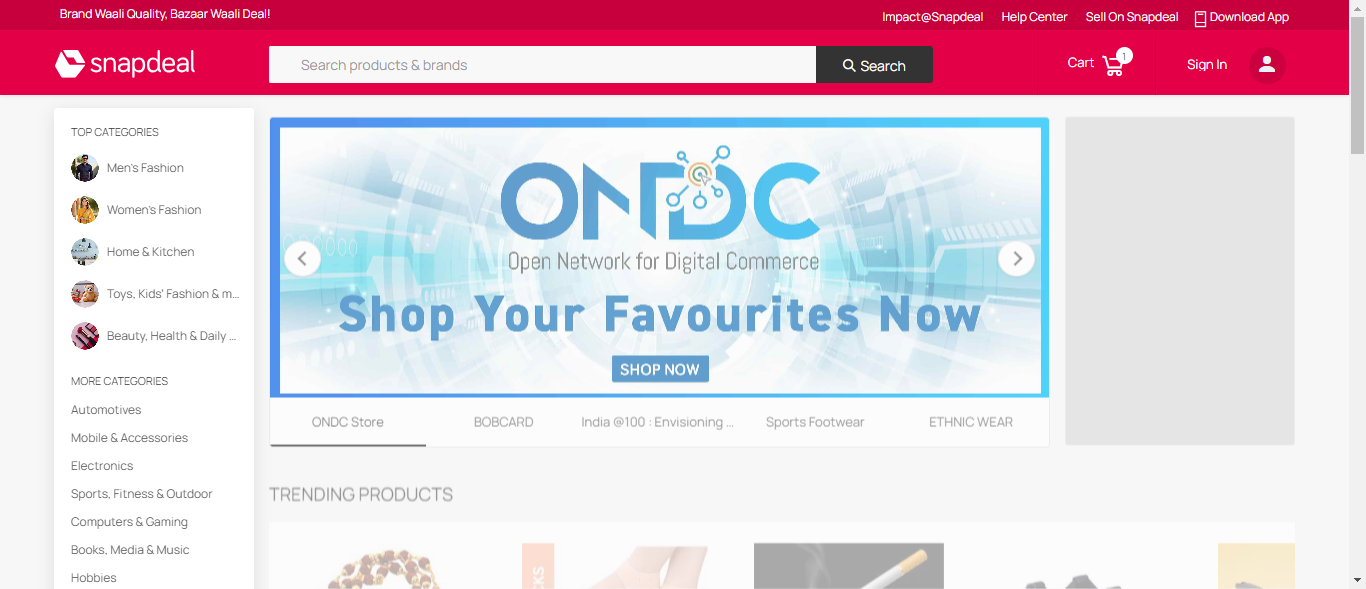 Brand Waali Quality, Bazaar Waali Deal!
Impact@Snapdeal Help Center Sell On Snapdeal Download App
snapdeal
Search products & brands
Search
Cart 1
Sign In
TOP CATEGORIES
Men's Fashion
Women's Fashion
Home & Kitchen
Toys, Kids' Fashion & m...
Beauty, Health & Daily ...
MORE CATEGORIES
Automotives
Mobile & Accessories
Electronics
Sports, Fitness & Outdoor
Computers & Gaming
Books, Media & Music
Hobbies
ONDC
Open Network for Digital Commerce
Shop Your Favourites Now
SHOP NOW
ONDC Store BOBCARD India @100 : Envisioning ... Sports Footwear ETHNIC WEAR
TRENDING PRODUCTS